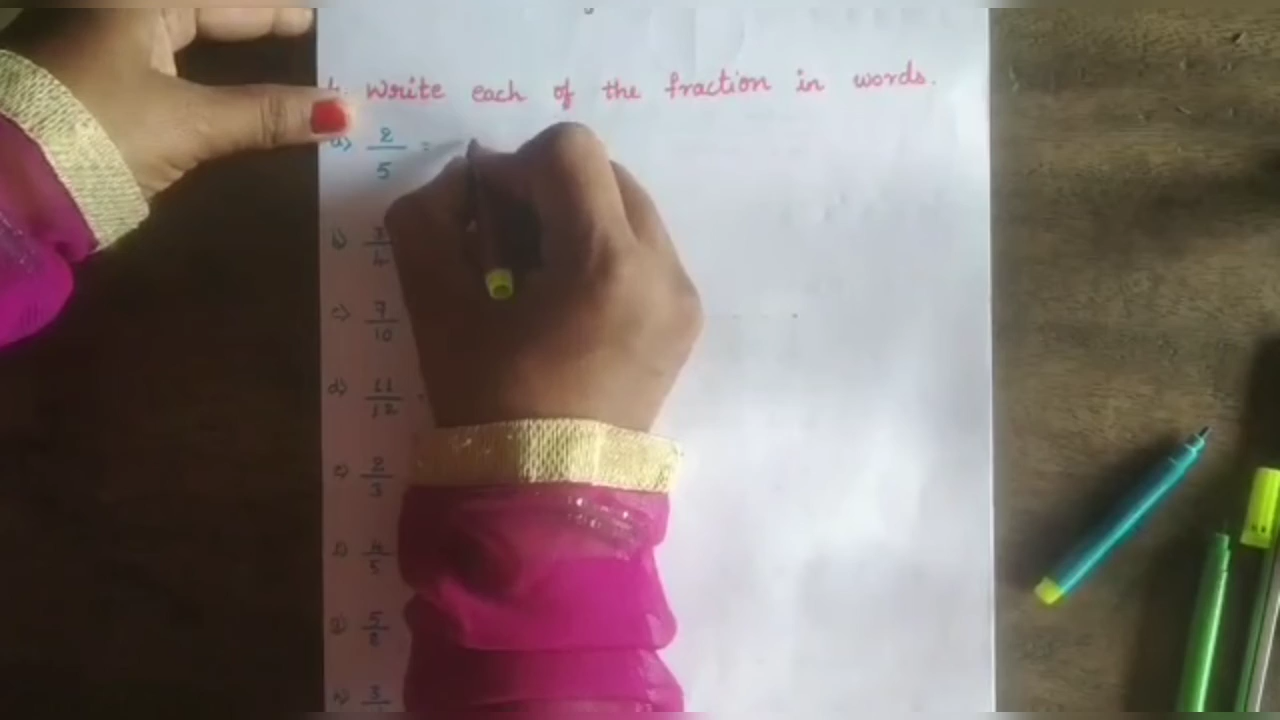 4. Write each of the fraction in words.
a) 2/5 =
b) 3/4
c) 7/10
d) 11/12
e) 2/3
f) 4/5
g) 5/8
h) 3